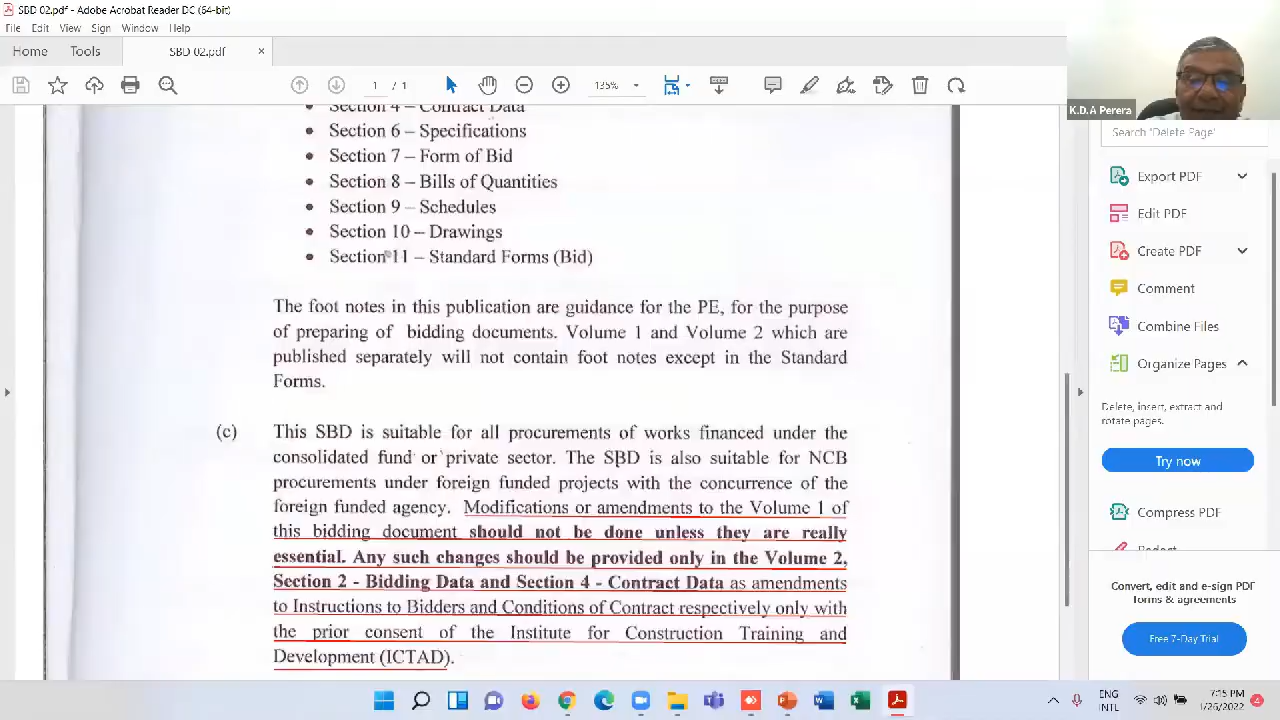 SBD 02.pdf - Adobe Acrobat Reader DC (64-bit)
File Edit View Sign Window Help
Home Tools SBD 02.pdf ×
1 / 1 135%
K.D.A Perera
Section 4 – Contract Data
• Section 6 – Specifications
• Section 7 – Form of Bid
• Section 8 – Bills of Quantities
• Section 9 – Schedules
• Section 10 – Drawings
• Section 11 – Standard Forms (Bid)
The foot notes in this publication are guidance for the PE, for the purpose
of preparing of bidding documents. Volume 1 and Volume 2 which are
published separately will not contain foot notes except in the Standard
Forms.
(c) This SBD is suitable for all procurements of works financed under the
consolidated fund or private sector. The SBD is also suitable for NCB
procurements under foreign funded projects with the concurrence of the
foreign funded agency. Modifications or amendments to the Volume 1 of
this bidding document should not be done unless they are really
essential. Any such changes should be provided only in the Volume 2,
Section 2 - Bidding Data and Section 4 - Contract Data as amendments
to Instructions to Bidders and Conditions of Contract respectively only with
the prior consent of the Institute for Construction Training and
Development (ICTAD).
Search 'Delete Page'
Export PDF
Edit PDF
Create PDF
Comment
Combine Files
Organize Pages
Delete, insert, extract and
rotate pages.
Try now
Compress PDF
Redact
Convert, edit and e-sign PDF
forms & agreements
Free 7-Day Trial
ENG
INTL
7:15 PM
1/26/2022
4